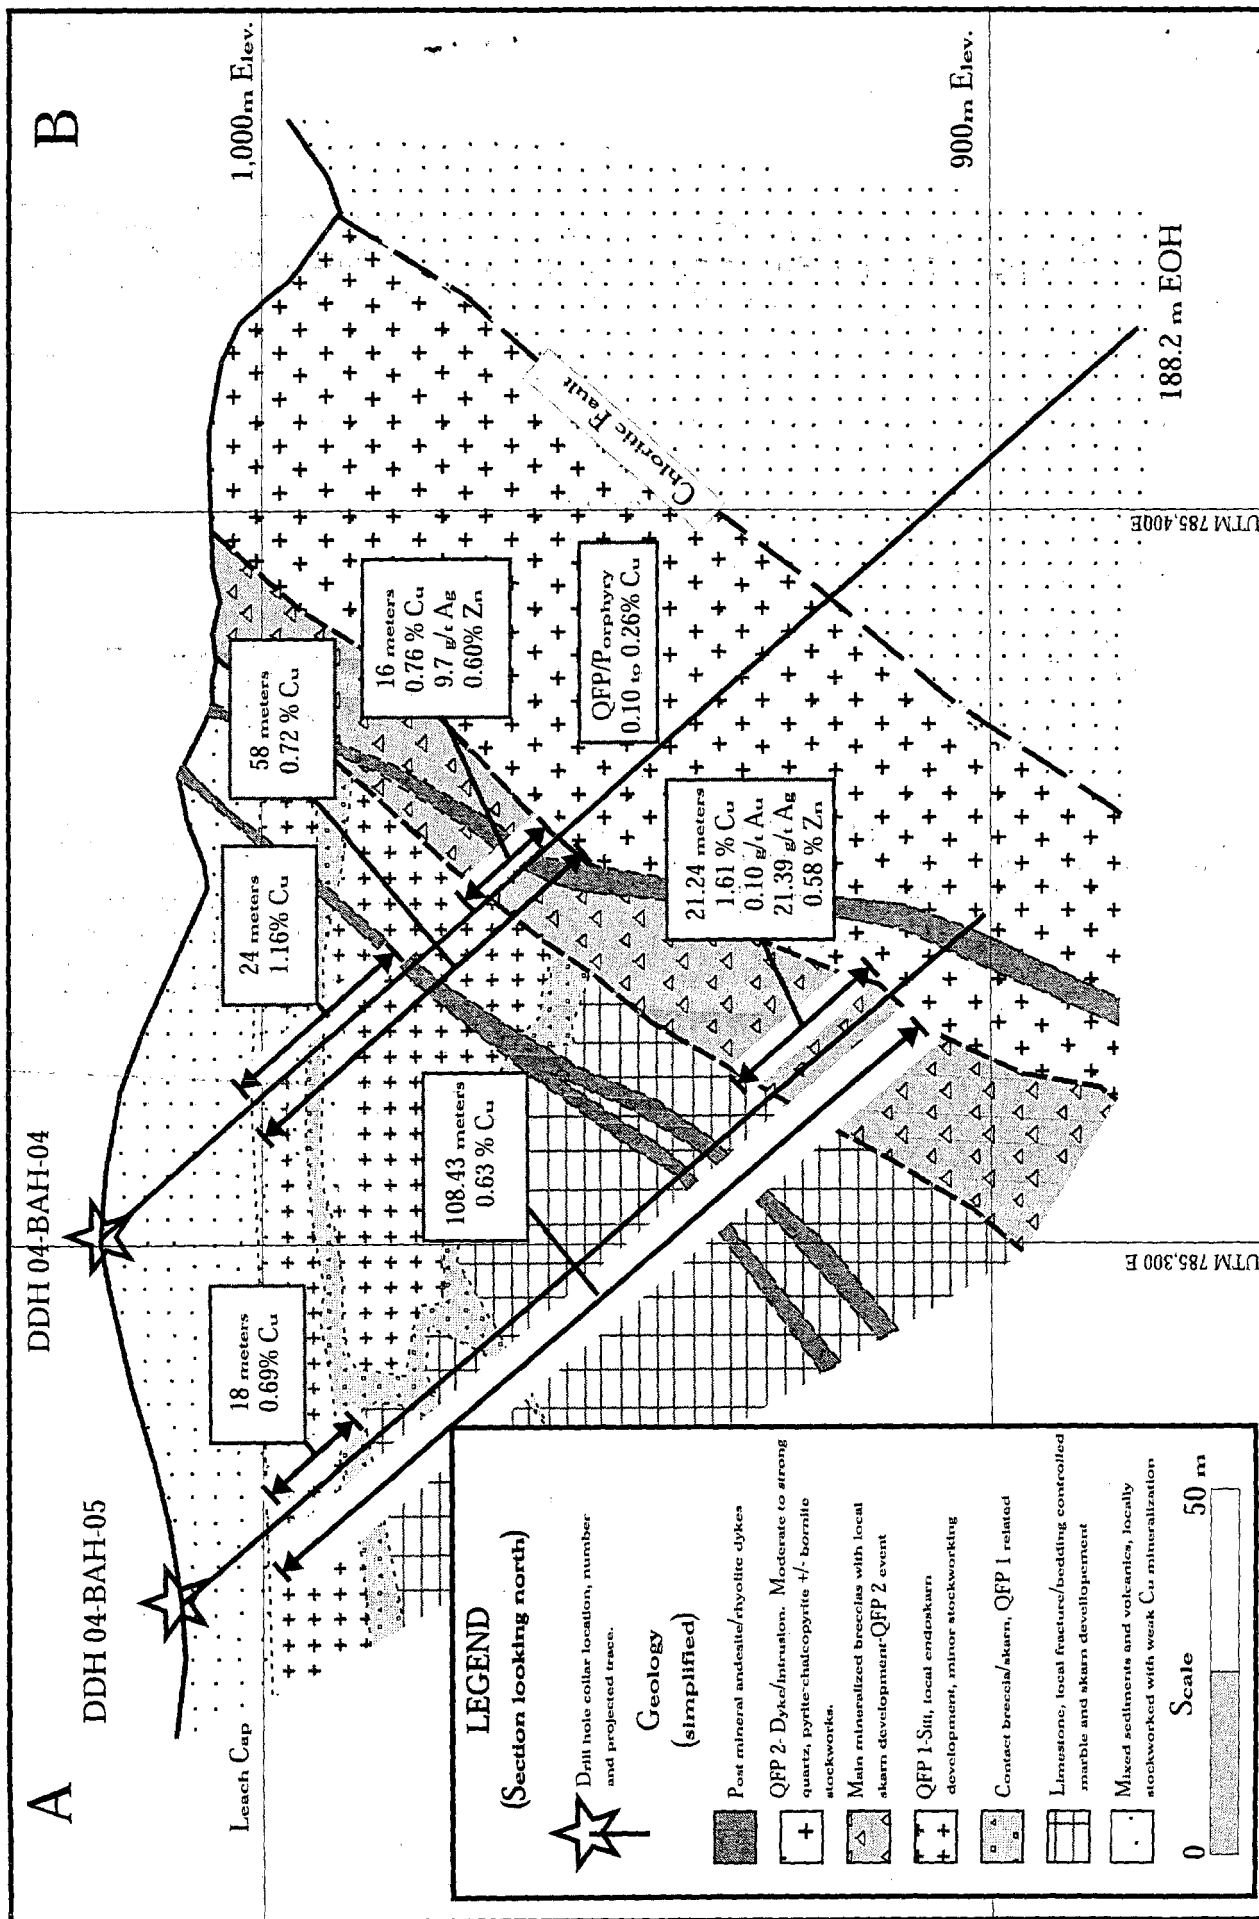 A
B
DDH 04-BAH-05
DDH 04-BAH-04
1,000m Elev.
900m Elev.
Leach Cap
18 meters
0.69% Cu
24 meters
1.16% Cu
58 meters
0.72 % Cu
16 meters
0.76 % Cu
9.7 g/t Ag
0.60% Zn
108.43 meters
0.63 % Cu
QFP/Porphyry
0.10 to 0.26% Cu
21.24 meters
1.61 % Cu
0.10 g/t Au
21.39 g/t Ag
0.58 % Zn
Chloritic Fault
188.2 m EOH
UTM 785,300 E
UTM 785,400E
LEGEND
(Section looking north)
Drill hole collar location, number
and projected trace.
Geology
(simplified)
Post mineral andesite/rhyolite dykes
QFP 2- Dyke/Intrusion. Moderate to strong
quartz, pyrite-chalcopyrite +/- bornite
stockworks.
Main mineralized breccias with local
skarn development-QFP 2 event
QFP 1-Sill, local endoskarn
development, minor stockworking
Contact breccia/skarn, QFP 1 related
Limestone, local fracture/bedding controlled
marble and skarn developement
Mixed sediments and volcanics, locally
stockworked with weak Cu mineralization
0
Scale
50 m